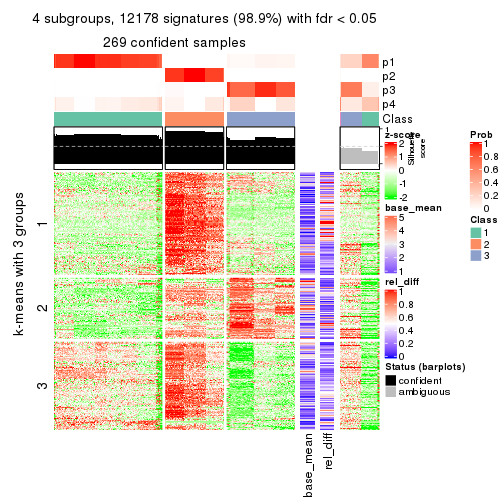 4 subgroups, 12178 signatures (98.9%) with fdr < 0.05
269 confident samples
p1
p2
p3
p4
Class
1
Silhouette
score
k-means with 3 groups
1
2
3
base_mean
rel_diff
z-score
2
1
0
-1
-2
base_mean
5
4
3
2
1
rel_diff
1
0.8
0.6
0.4
0.2
0
Status (barplots)
confident
ambiguous
Prob
1
0.8
0.6
0.4
0.2
0
Class
1
2
3